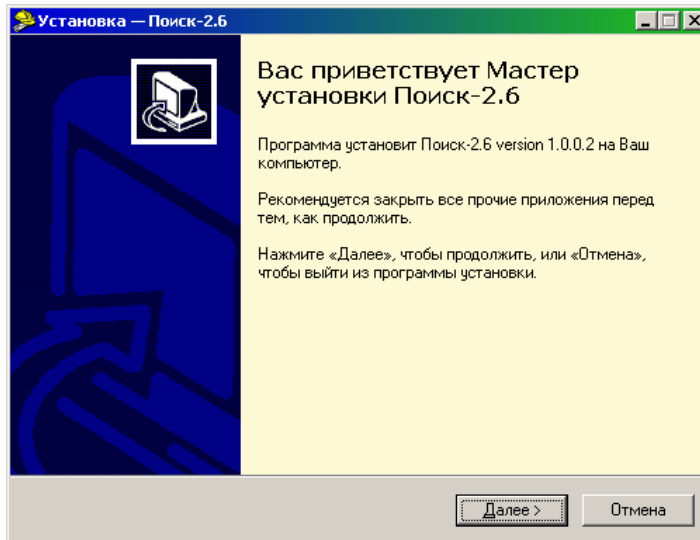 Установка — Поиск-2.6
Вас приветствует Мастер
установки Поиск-2.6
Программа установит Поиск-2.6 version 1.0.0.2 на Ваш
компьютер.
Рекомендуется закрыть все прочие приложения перед
тем, как продолжить.
Нажмите «Далее», чтобы продолжить, или «Отмена»,
чтобы выйти из программы установки.
Далее >
Отмена